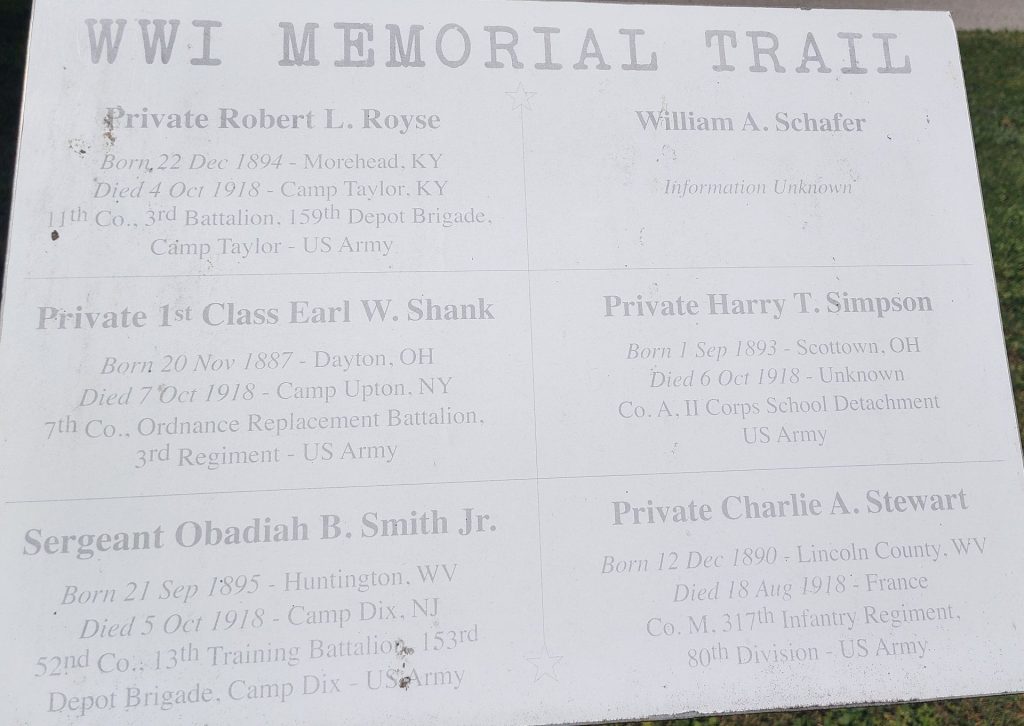 WWI MEMORIAL TRAIL
Private Robert L. Royse
Born 22 Dec 1894 - Morehead, KY
Died 4 Oct 1918 - Camp Taylor, KY
11th Co., 3rd Battalion, 159th Depot Brigade,
Camp Taylor - US Army
William A. Schafer
Information Unknown
Private 1st Class Earl W. Shank
Born 20 Nov 1887 - Dayton, OH
Died 7 Oct 1918 - Camp Upton, NY
7th Co., Ordnance Replacement Battalion,
3rd Regiment - US Army
Private Harry T. Simpson
Born 1 Sep 1893 - Scottown, OH
Died 6 Oct 1918 - Unknown
Co. A, II Corps School Detachment
US Army
Sergeant Obadiah B. Smith Jr.
Born 21 Sep 1895 - Huntington, WV
Died 5 Oct 1918 - Camp Dix, NJ
52nd Co., 13th Training Battalion, 153rd
Depot Brigade, Camp Dix - US Army
Private Charlie A. Stewart
Born 12 Dec 1890 - Lincoln County, WV
Died 18 Aug 1918 - France
Co. M, 317th Infantry Regiment,
80th Division - US Army